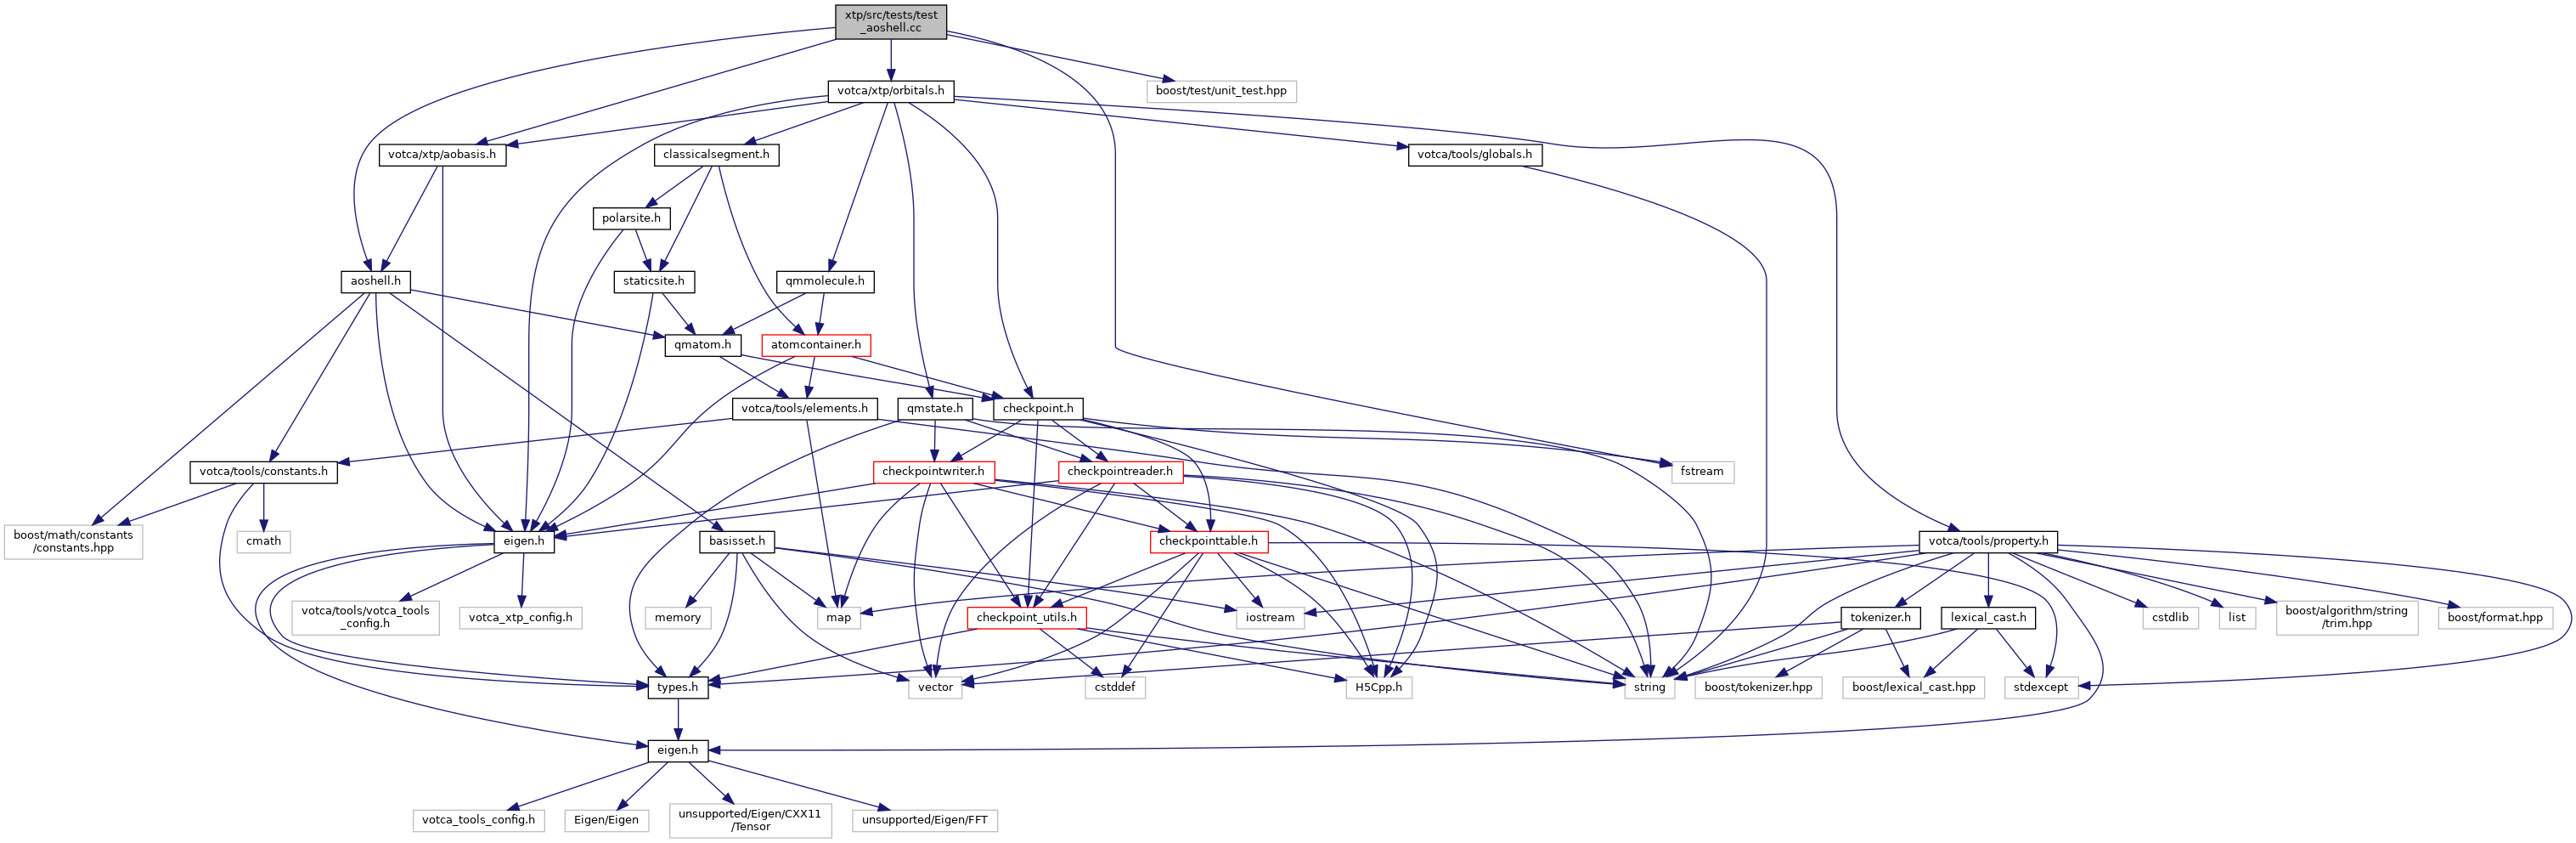 xtp/src/tests/test
_aoshell.cc
votca/xtp/orbitals.h
boost/test/unit_test.hpp
votca/xtp/aobasis.h
classicalsegment.h
votca/tools/globals.h
polarsite.h
aoshell.h
staticsite.h
qmmolecule.h
qmatom.h
atomcontainer.h
votca/tools/elements.h
qmstate.h
checkpoint.h
votca/tools/constants.h
checkpointwriter.h
checkpointreader.h
fstream
boost/math/constants
/constants.hpp
cmath
eigen.h
basisset.h
checkpointtable.h
votca/tools/property.h
votca/tools/votca_tools
_config.h
votca_xtp_config.h
memory
map
checkpoint_utils.h
iostream
tokenizer.h
lexical_cast.h
cstdlib
list
boost/algorithm/string
/trim.hpp
boost/format.hpp
types.h
vector
cstddef
H5Cpp.h
string
boost/tokenizer.hpp
boost/lexical_cast.hpp
stdexcept
eigen.h
votca_tools_config.h
Eigen/Eigen
unsupported/Eigen/CXX11
/Tensor
unsupported/Eigen/FFT